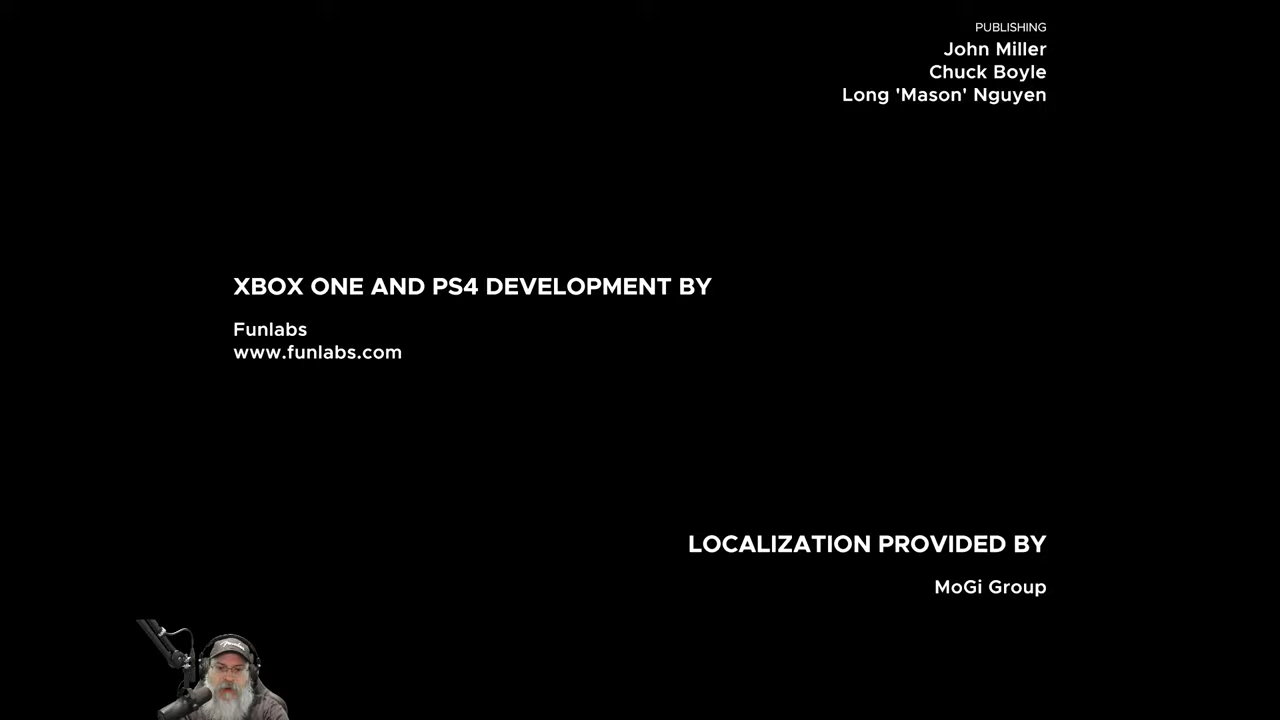 PUBLISHING
John Miller
Chuck Boyle
Long 'Mason' Nguyen
XBOX ONE AND PS4 DEVELOPMENT BY
Funlabs
www.funlabs.com
LOCALIZATION PROVIDED BY
MoGi Group